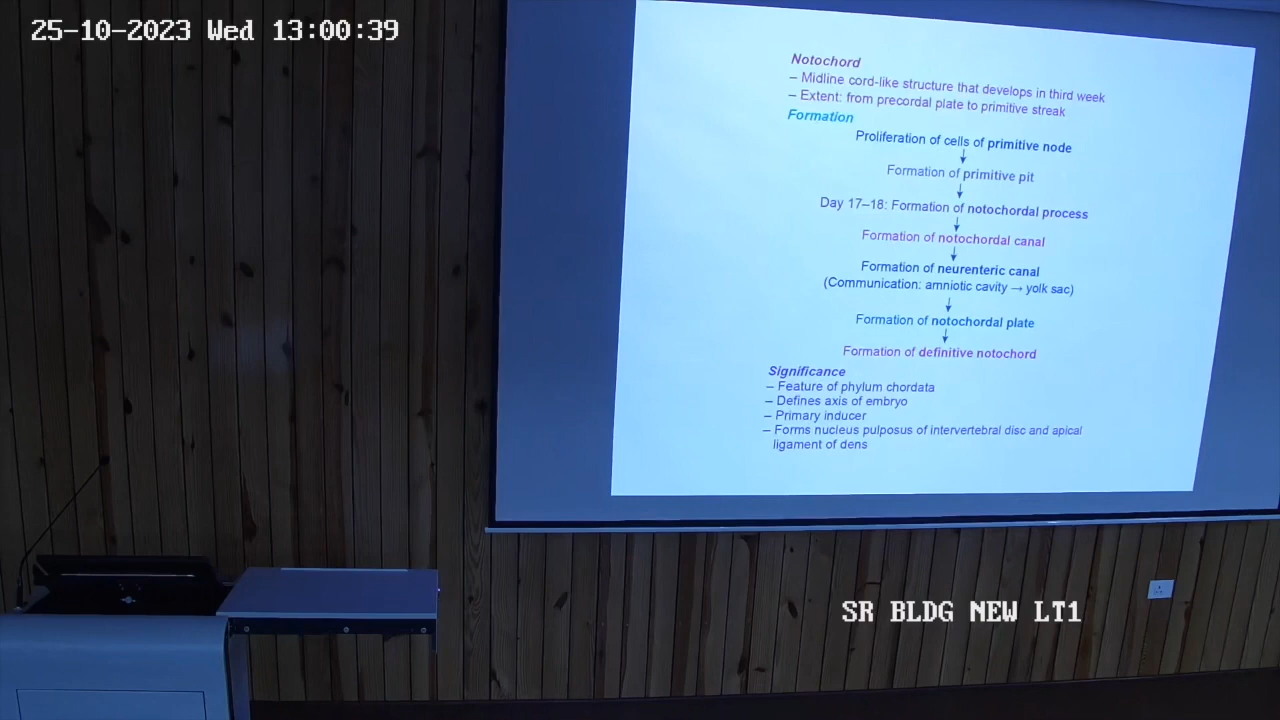 25-10-2023 Wed 13:00:39
Notochord
– Midline cord-like structure that develops in third week
– Extent: from precordal plate to primitive streak
Formation
Proliferation of cells of primitive node
↓
Formation of primitive pit
↓
Day 17–18: Formation of notochordal process
↓
Formation of notochordal canal
↓
Formation of neurenteric canal
(Communication: amniotic cavity → yolk sac)
↓
Formation of notochordal plate
↓
Formation of definitive notochord
Significance
– Feature of phylum chordata
– Defines axis of embryo
– Primary inducer
– Forms nucleus pulposus of intervertebral disc and apical
ligament of dens
SR BLDG NEW LT1